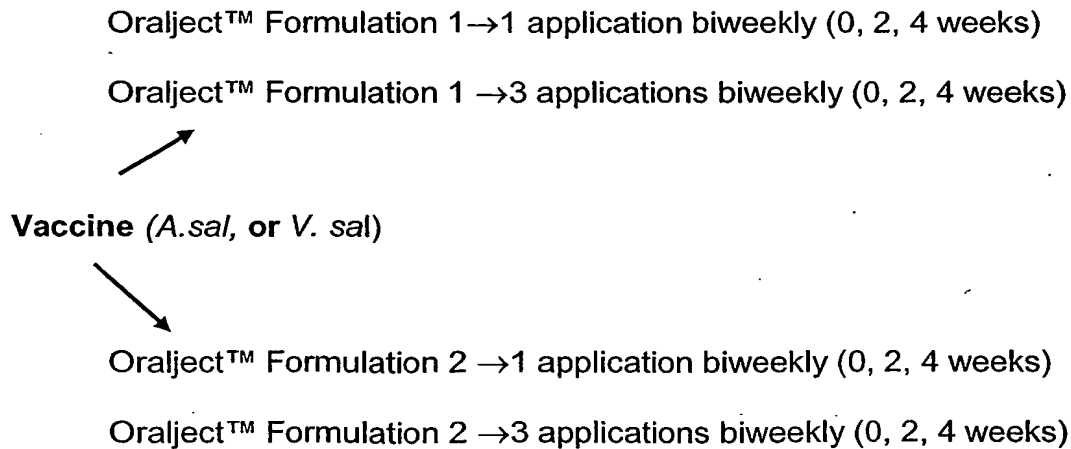 Oralject™ Formulation 1→1 application biweekly (0, 2, 4 weeks)
Oralject™ Formulation 1 →3 applications biweekly (0, 2, 4 weeks)
Vaccine (A.sal, or V. sal)
Oralject™ Formulation 2 →1 application biweekly (0, 2, 4 weeks)
Oralject™ Formulation 2 →3 applications biweekly (0, 2, 4 weeks)